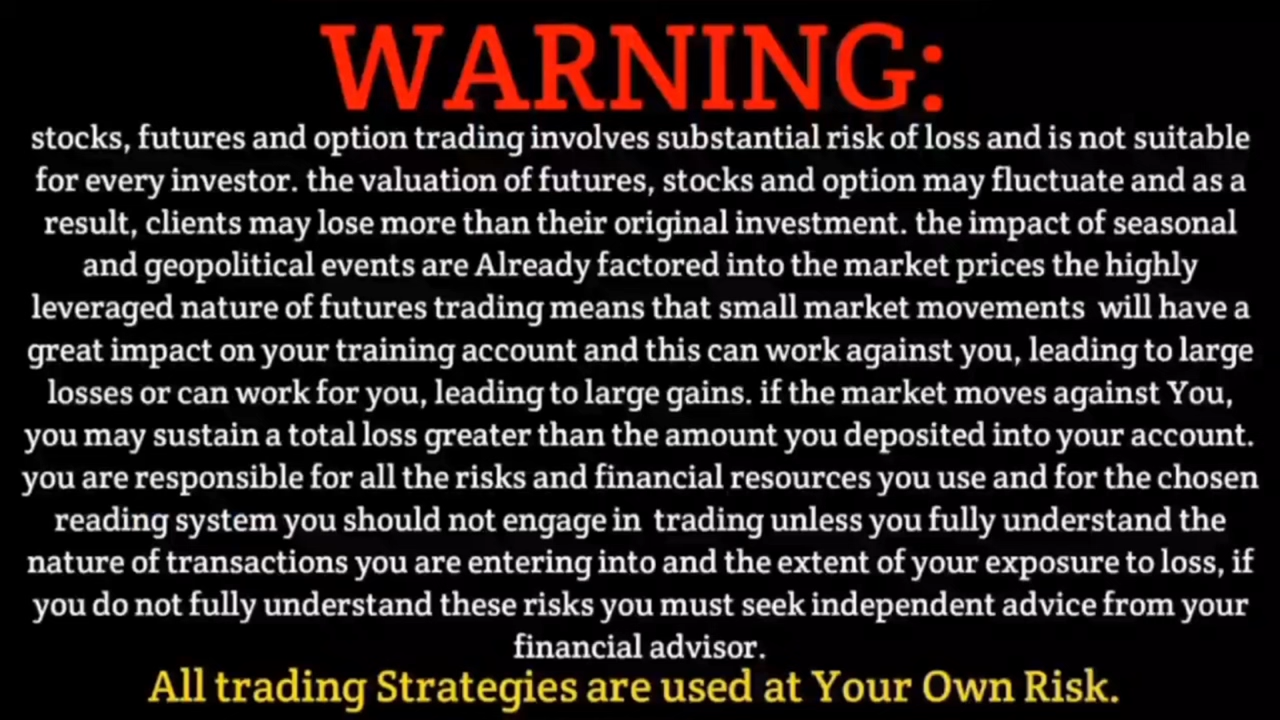 WARNING:
stocks, futures and option trading involves substantial risk of loss and is not suitable
for every investor. the valuation of futures, stocks and option may fluctuate and as a
result, clients may lose more than their original investment. the impact of seasonal
and geopolitical events are Already factored into the market prices the highly
leveraged nature of futures trading means that small market movements will have a
great impact on your training account and this can work against you, leading to large
losses or can work for you, leading to large gains. if the market moves against You,
you may sustain a total loss greater than the amount you deposited into your account.
you are responsible for all the risks and financial resources you use and for the chosen
reading system you should not engage in trading unless you fully understand the
nature of transactions you are entering into and the extent of your exposure to loss, if
you do not fully understand these risks you must seek independent advice from your
financial advisor.
All trading Strategies are used at Your Own Risk.